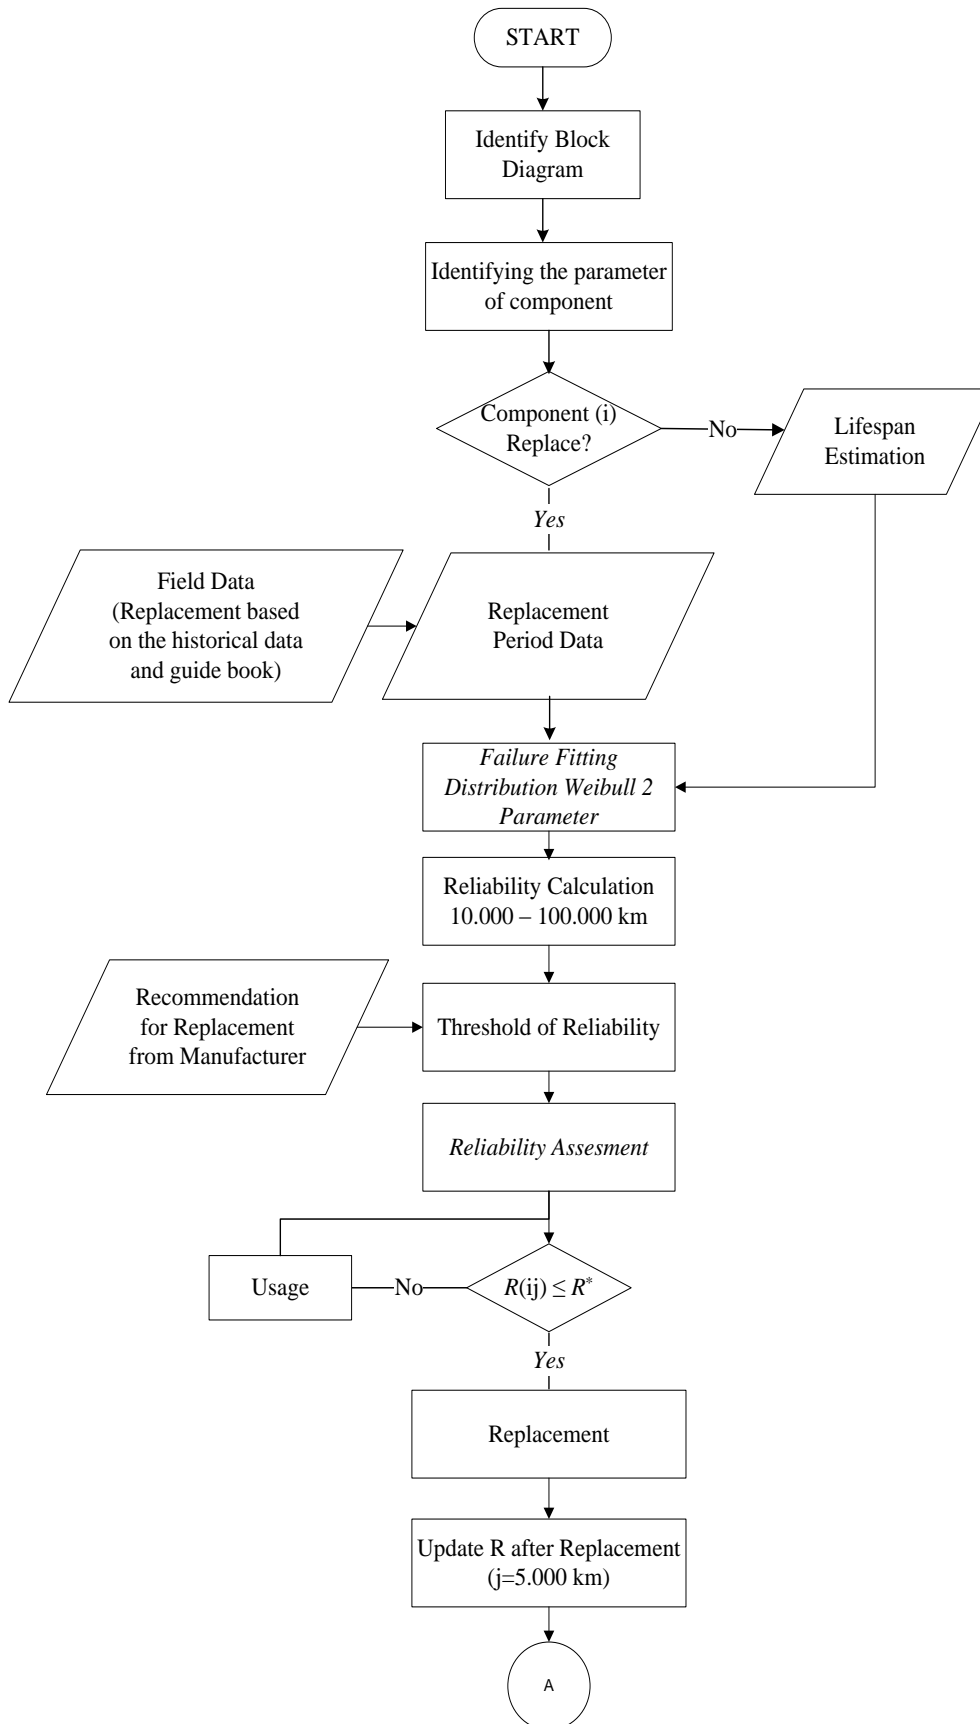 START
Identify Block
Diagram
Identifying the parameter
of component
Component (i)
Replace?
No
Lifespan
Estimation
Yes
Field Data
(Replacement based
on the historical data
and guide book)
Replacement
Period Data
Failure Fitting
Distribution Weibull 2
Parameter
Reliability Calculation
10.000 – 100.000 km
Recommendation
for Replacement
from Manufacturer
Threshold of Reliability
Reliability Assesment
Usage
No
R(ij) ≤ R*
Yes
Replacement
Update R after Replacement
(j=5.000 km)
A